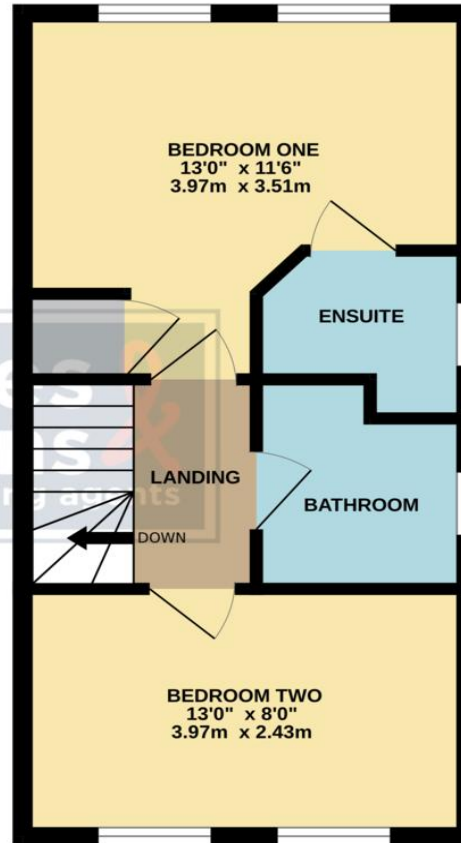 BEDROOM ONE
13'0" x 11'6"
3.97m x 3.51m
ENSUITE
LANDING
BATHROOM
DOWN
BEDROOM TWO
13'0" x 8'0"
3.97m x 2.43m